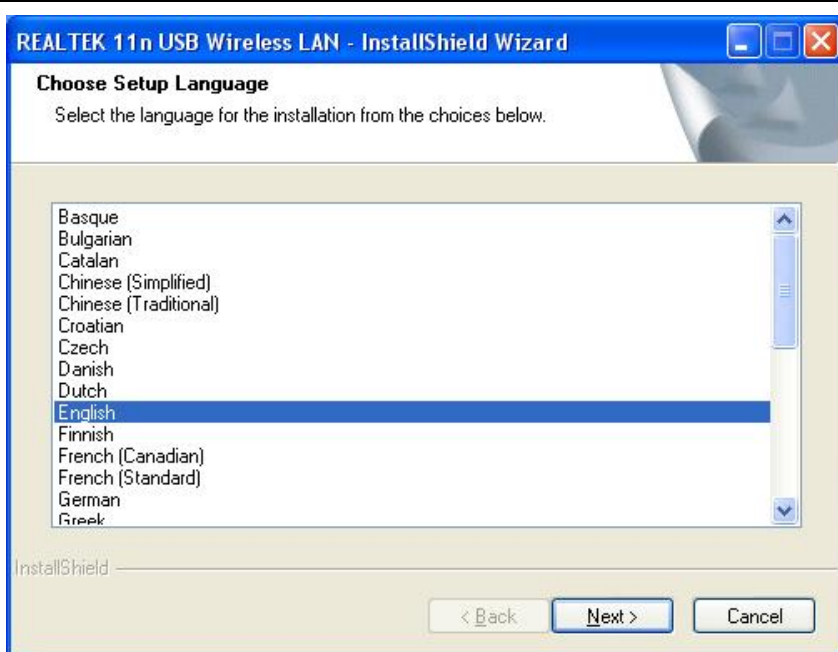 REALTEK 11n USB Wireless LAN - InstallShield Wizard
Choose Setup Language
Select the language for the installation from the choices below.
Basque
Bulgarian
Catalan
Chinese (Simplified)
Chinese (Traditional)
Croatian
Czech
Danish
Dutch
English
Finnish
French (Canadian)
French (Standard)
German
Greek
InstallShield
< Back Next > Cancel